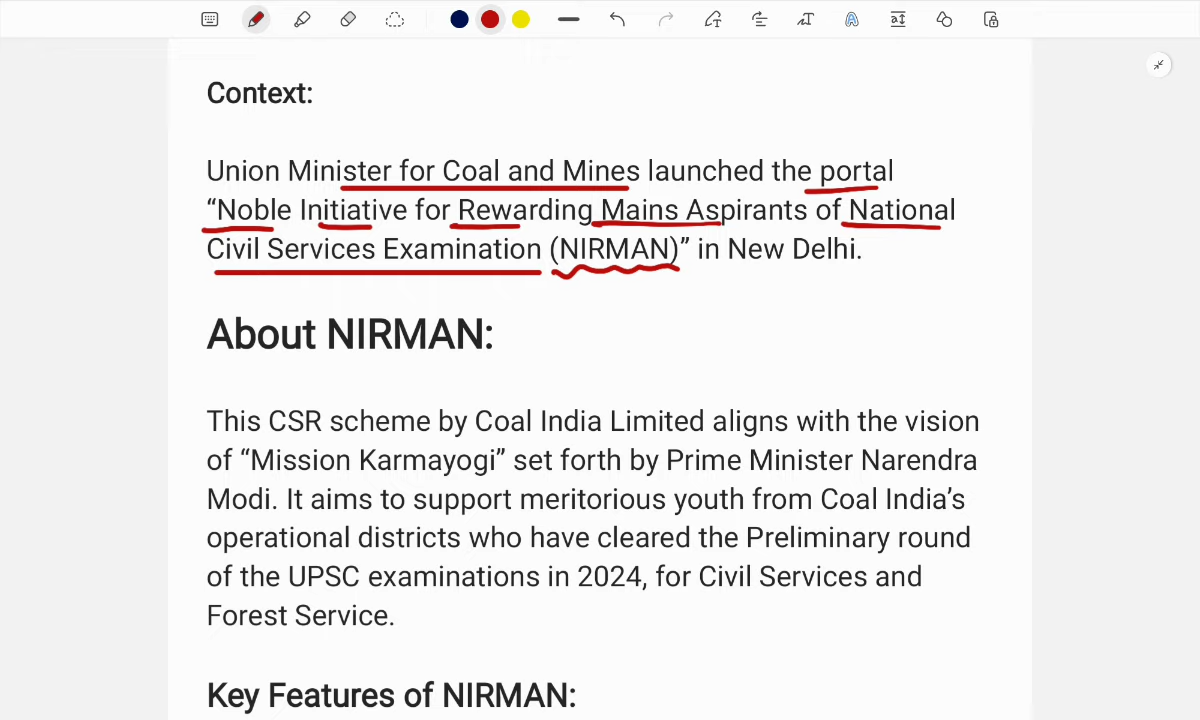 Context:
Union Minister for Coal and Mines launched the portal
“Noble Initiative for Rewarding Mains Aspirants of National
Civil Services Examination (NIRMAN)” in New Delhi.
About NIRMAN:
This CSR scheme by Coal India Limited aligns with the vision
of “Mission Karmayogi” set forth by Prime Minister Narendra
Modi. It aims to support meritorious youth from Coal India’s
operational districts who have cleared the Preliminary round
of the UPSC examinations in 2024, for Civil Services and
Forest Service.
Key Features of NIRMAN: